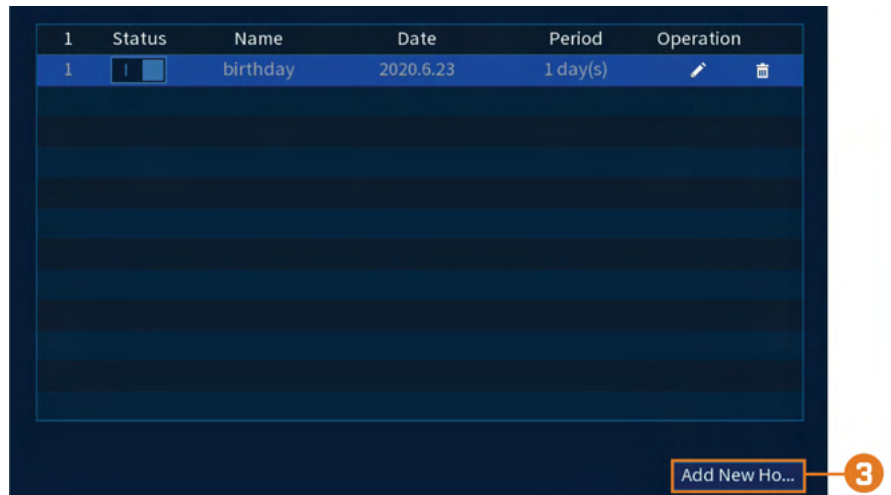 1 Status Name Date Period Operation
1 birthday 2020.6.23 1 day(s)
Add New Ho... 3